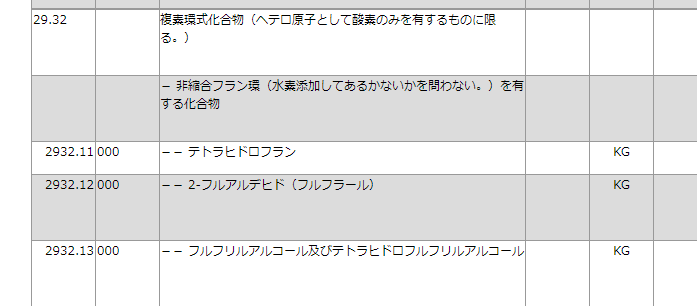 29.32 複素環式化合物（ヘテロ原子として酸素のみを有するものに限
る。）
－ 非縮合フラン環（水素添加してあるかないかを問わない。）を有
する化合物
2932.11 000 －－ テトラヒドロフラン KG
2932.12 000 －－ 2-フルアルデヒド（フルフラール） KG
2932.13 000 －－ フルフリルアルコール及びテトラヒドロフルフリルアルコール KG